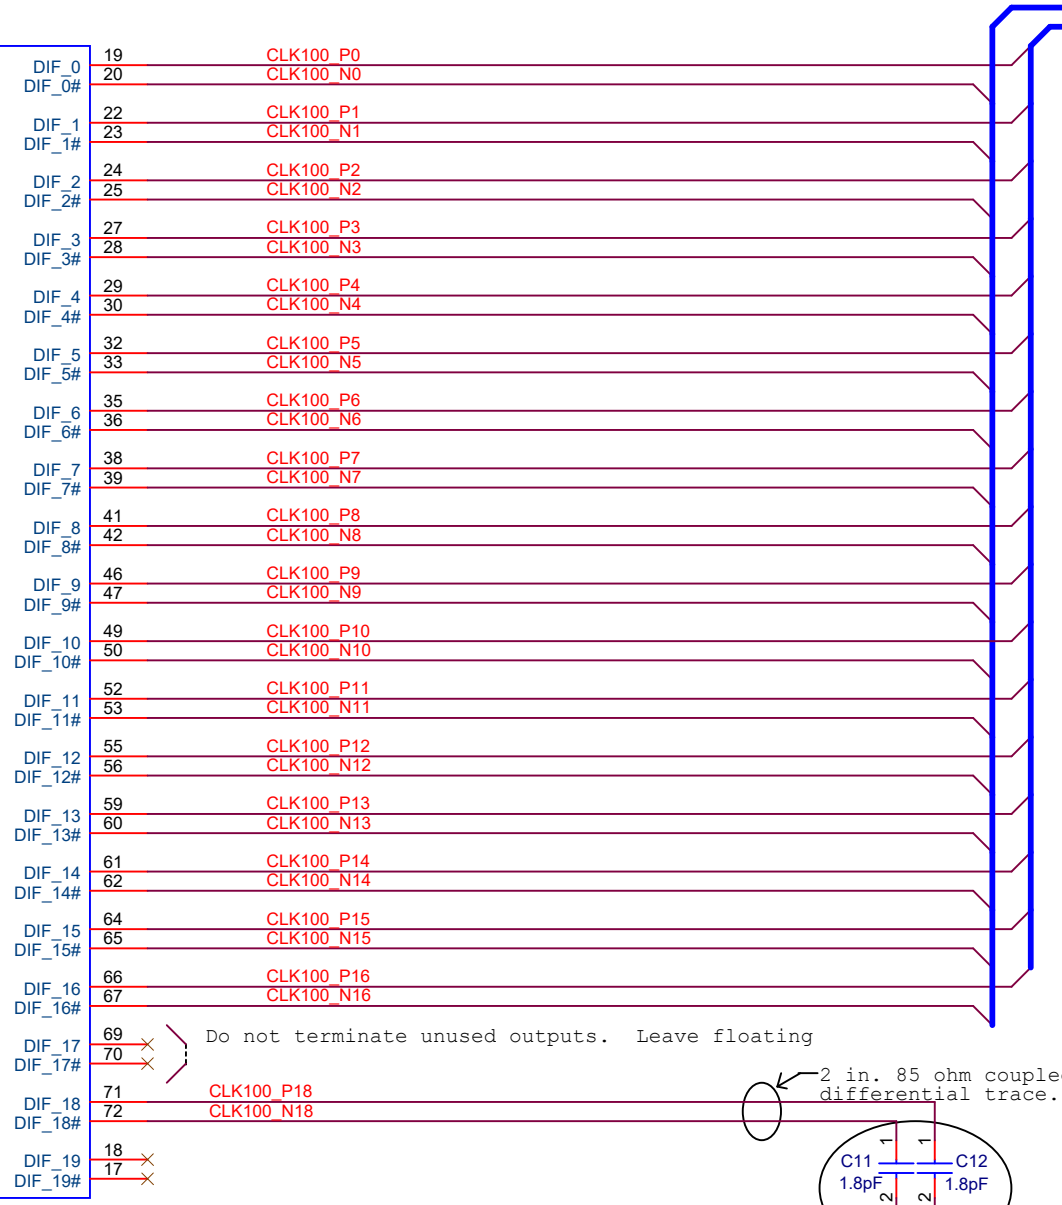 DIF_0 19 CLK100_P0
DIF_0# 20 CLK100_N0
DIF_1 22 CLK100_P1
DIF_1# 23 CLK100_N1
DIF_2 24 CLK100_P2
DIF_2# 25 CLK100_N2
DIF_3 27 CLK100_P3
DIF_3# 28 CLK100_N3
DIF_4 29 CLK100_P4
DIF_4# 30 CLK100_N4
DIF_5 32 CLK100_P5
DIF_5# 33 CLK100_N5
DIF_6 35 CLK100_P6
DIF_6# 36 CLK100_N6
DIF_7 38 CLK100_P7
DIF_7# 39 CLK100_N7
DIF_8 41 CLK100_P8
DIF_8# 42 CLK100_N8
DIF_9 46 CLK100_P9
DIF_9# 47 CLK100_N9
DIF_10 49 CLK100_P10
DIF_10# 50 CLK100_N10
DIF_11 52 CLK100_P11
DIF_11# 53 CLK100_N11
DIF_12 55 CLK100_P12
DIF_12# 56 CLK100_N12
DIF_13 59 CLK100_P13
DIF_13# 60 CLK100_N13
DIF_14 61 CLK100_P14
DIF_14# 62 CLK100_N14
DIF_15 64 CLK100_P15
DIF_15# 65 CLK100_N15
DIF_16 66 CLK100_P16
DIF_16# 67 CLK100_N16
DIF_17 69
DIF_17# 70
Do not terminate unused outputs. Leave floating
DIF_18 71 CLK100_P18
DIF_18# 72 CLK100_N18
2 in. 85 ohm coupled
differential trace.
DIF_19 18
DIF_19# 17
1 1
C11 C12
1.8pF 1.8pF
2 2